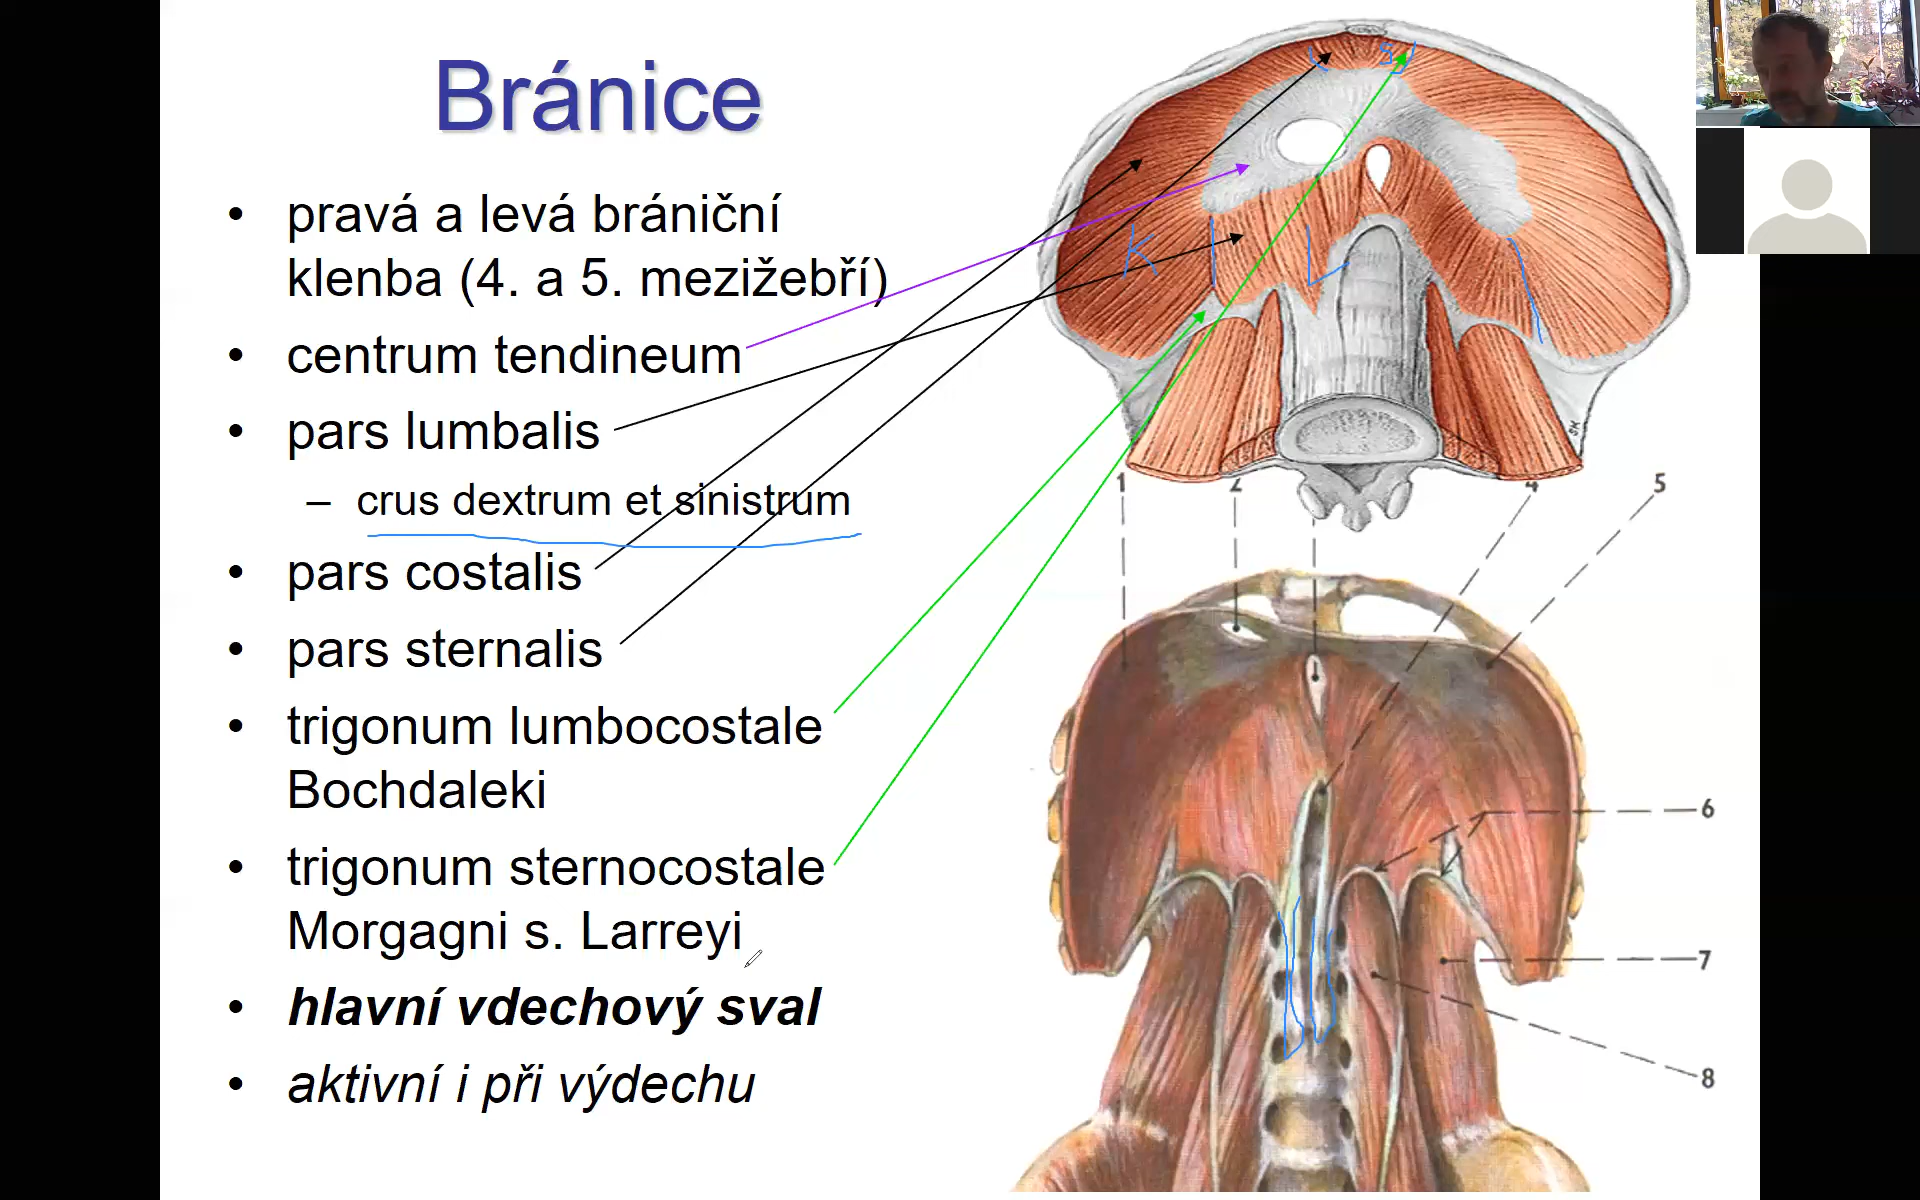 Bránice
• pravá a levá brániční
klenba (4. a 5. mezižebří)
• centrum tendineum
• pars lumbalis
– crus dextrum et sinistrum
• pars costalis
• pars sternalis
• trigonum lumbocostale
Bochdaleki
• trigonum sternocostale
Morgagni s. Larreyi
• hlavní vdechový sval
• aktivní i při výdechu
S
K
L
SK
1 2 4 5
6
7
8